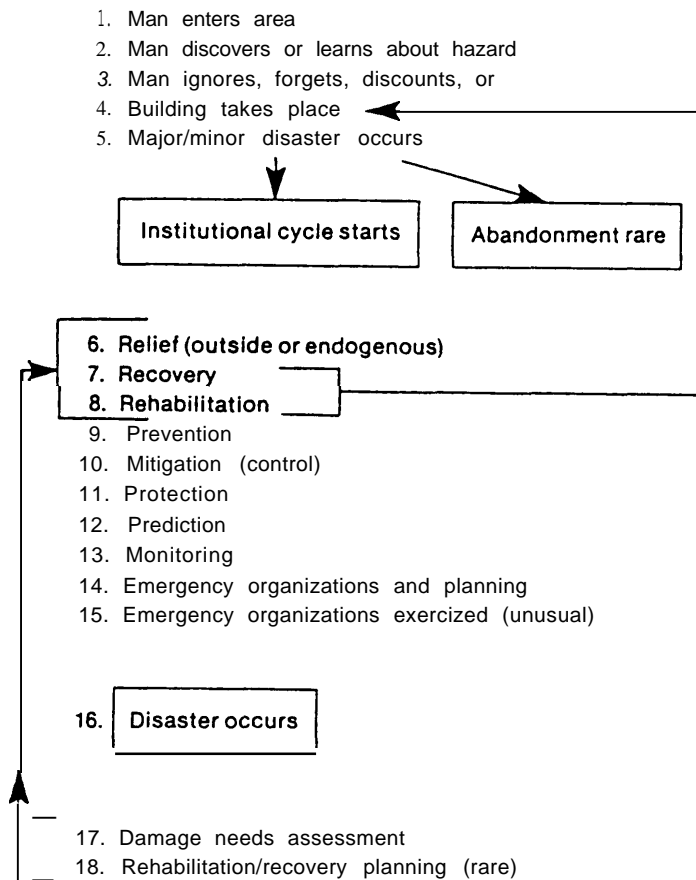 1. Man enters area
2. Man discovers or learns about hazard
3. Man ignores, forgets, discounts, or
4. Building takes place
5. Major/minor disaster occurs
Institutional cycle starts
Abandonment rare
6. Relief (outside or endogenous)
7. Recovery
8. Rehabilitation
9. Prevention
10. Mitigation (control)
11. Protection
12. Prediction
13. Monitoring
14. Emergency organizations and planning
15. Emergency organizations exercized (unusual)
16. Disaster occurs
17. Damage needs assessment
18. Rehabilitation/recovery planning (rare)